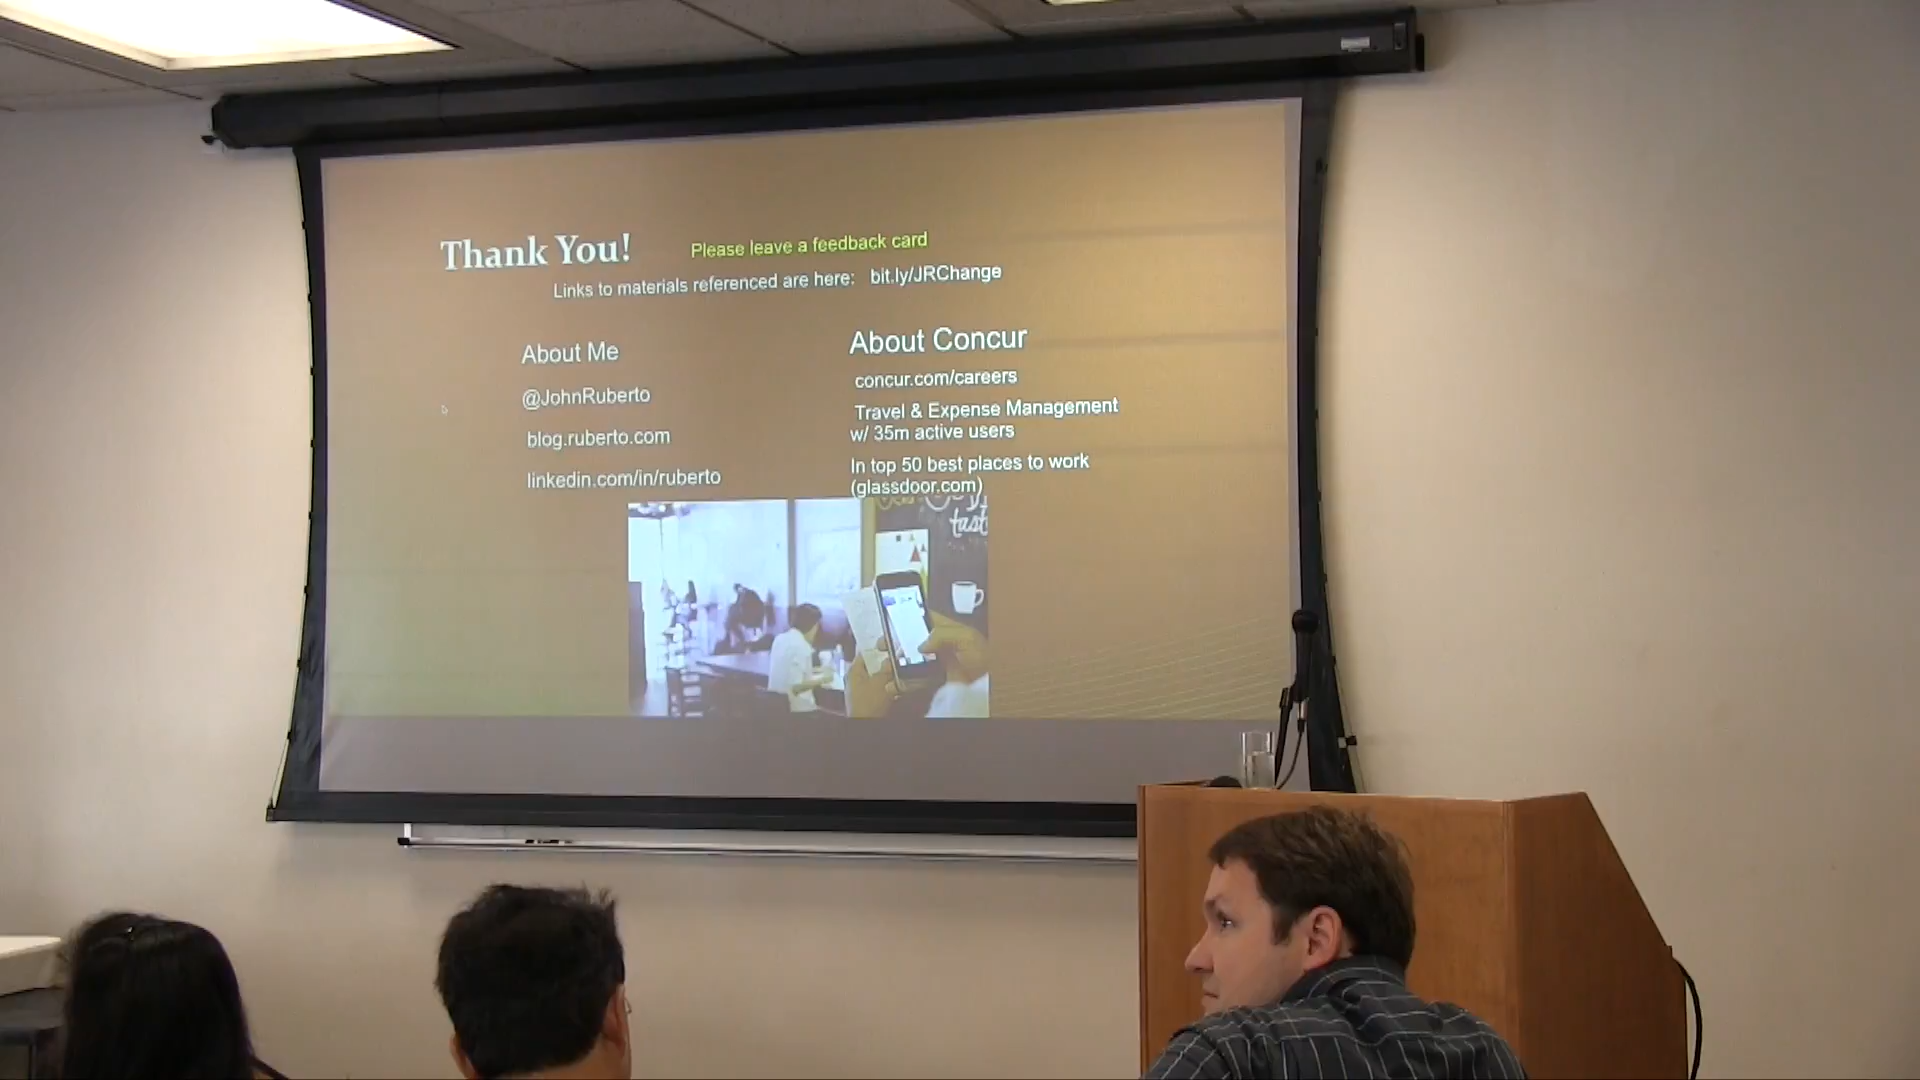 Thank You!
Please leave a feedback card
Links to materials referenced are here: bit.ly/JRChange
About Me
@JohnRuberto
blog.ruberto.com
linkedin.com/in/ruberto
About Concur
concur.com/careers
Travel & Expense Management
w/ 35m active users
In top 50 best places to work
(glassdoor.com)